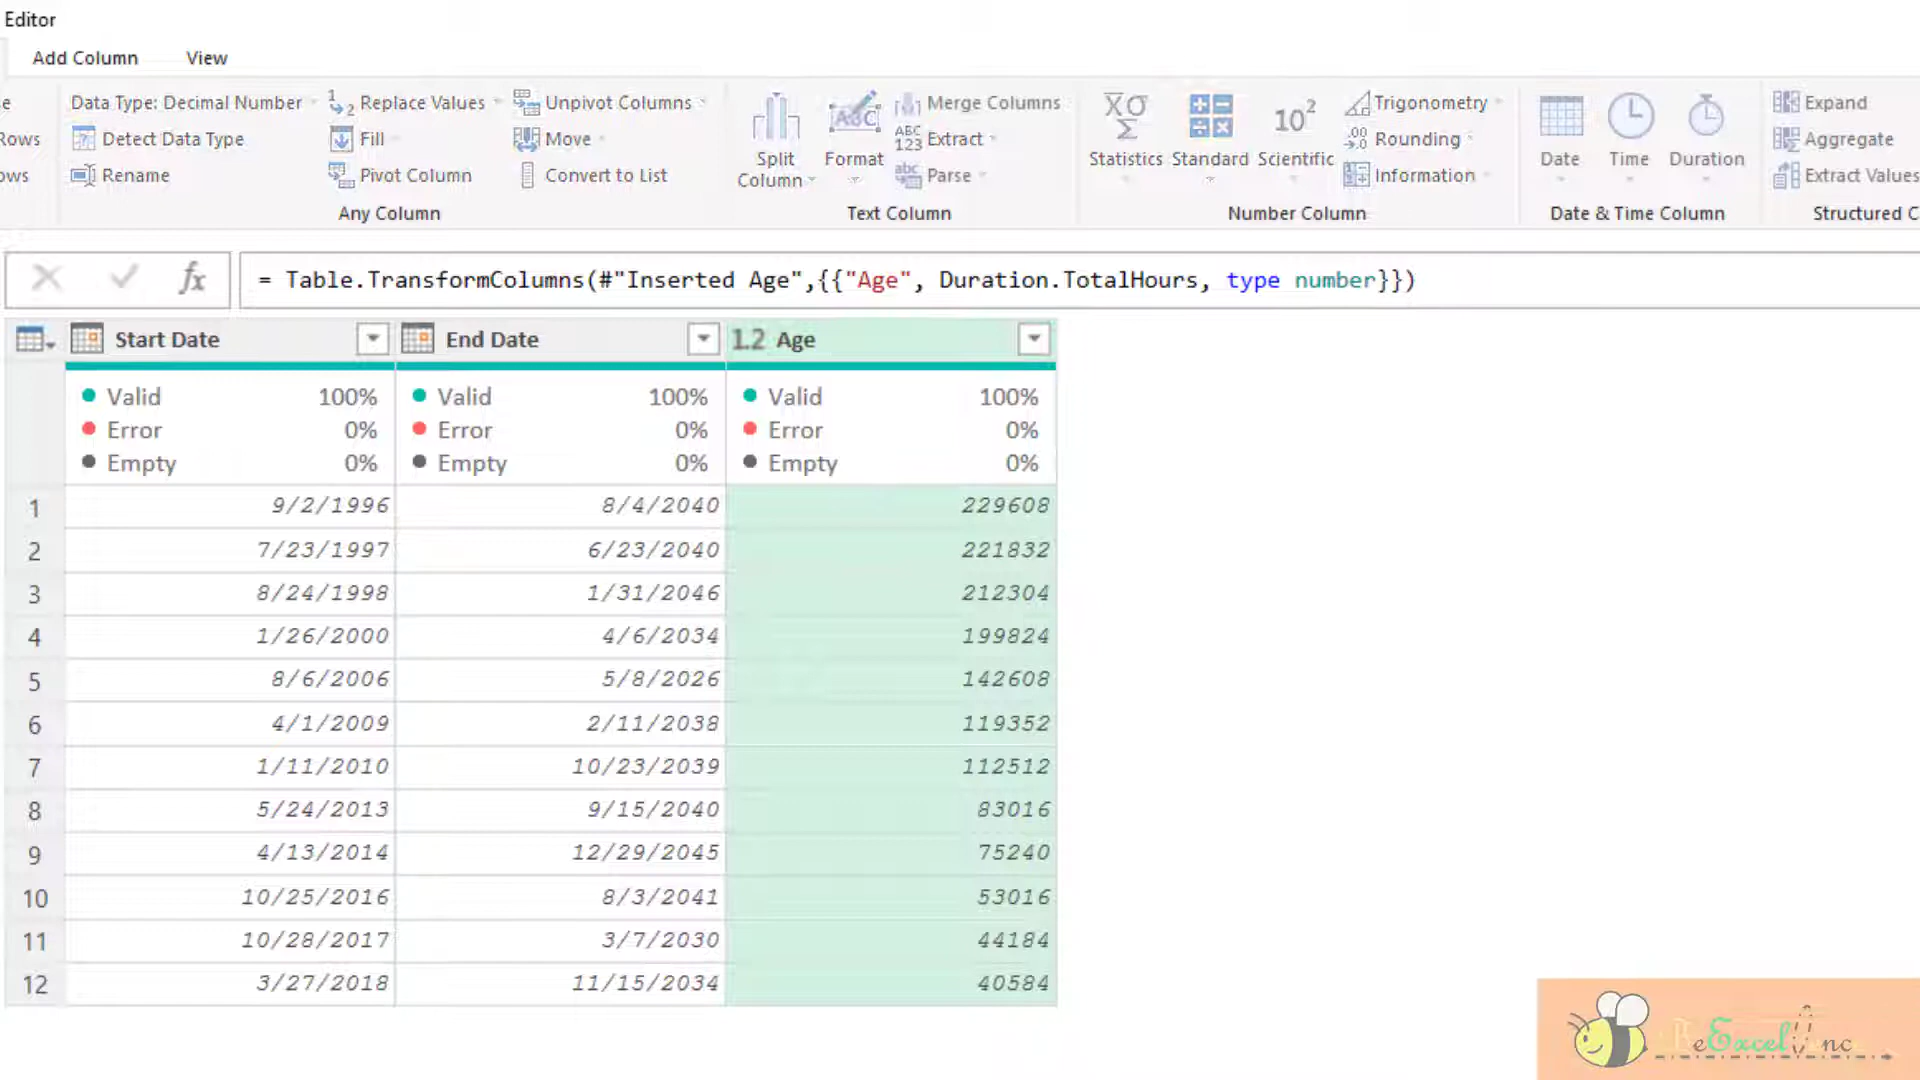 Editor
Add Column View
e Data Type: Decimal Number Replace Values Unpivot Columns Merge Columns Trigonometry Expand
Rows Detect Data Type Fill Move Split Column Format ABC 123 Extract Statistics Standard Scientific Rounding Date Time Duration Aggregate
ows Rename Pivot Column Convert to List Parse Information Extract Values
Any Column Text Column Number Column Date & Time Column Structured C
fx = Table.TransformColumns(#"Inserted Age",{{"Age", Duration.TotalHours, type number}})
Start Date End Date 1.2 Age
Valid 100% Valid 100% Valid 100%
Error 0% Error 0% Error 0%
Empty 0% Empty 0% Empty 0%
1 9/2/1996 8/4/2040 229608
2 7/23/1997 6/23/2040 221832
3 8/24/1998 1/31/2046 212304
4 1/26/2000 4/6/2034 199824
5 8/6/2006 5/8/2026 142608
6 4/1/2009 2/11/2038 119352
7 1/11/2010 10/23/2039 112512
8 5/24/2013 9/15/2040 83016
9 4/13/2014 12/29/2045 75240
10 10/25/2016 8/3/2041 53016
11 10/28/2017 3/7/2030 44184
12 3/27/2018 11/15/2034 40584